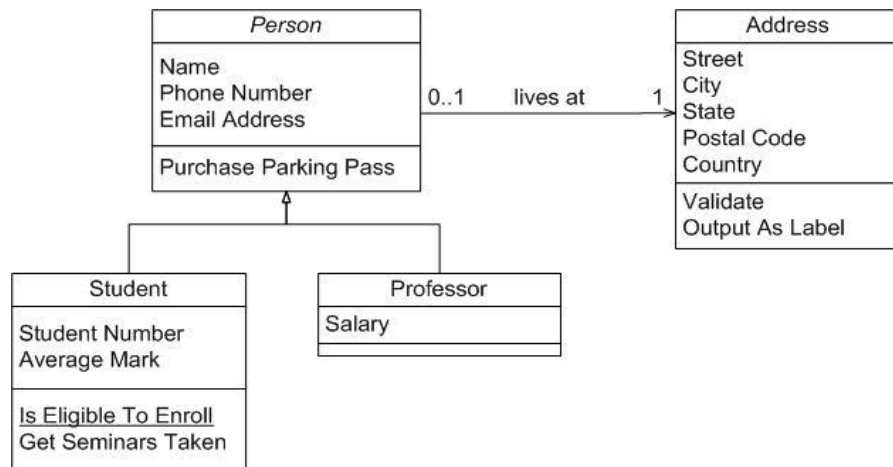 Person
Name
Phone Number
Email Address
Purchase Parking Pass
0..1 lives at 1
Address
Street
City
State
Postal Code
Country
Validate
Output As Label
Student
Student Number
Average Mark
Is Eligible To Enroll
Get Seminars Taken
Professor
Salary